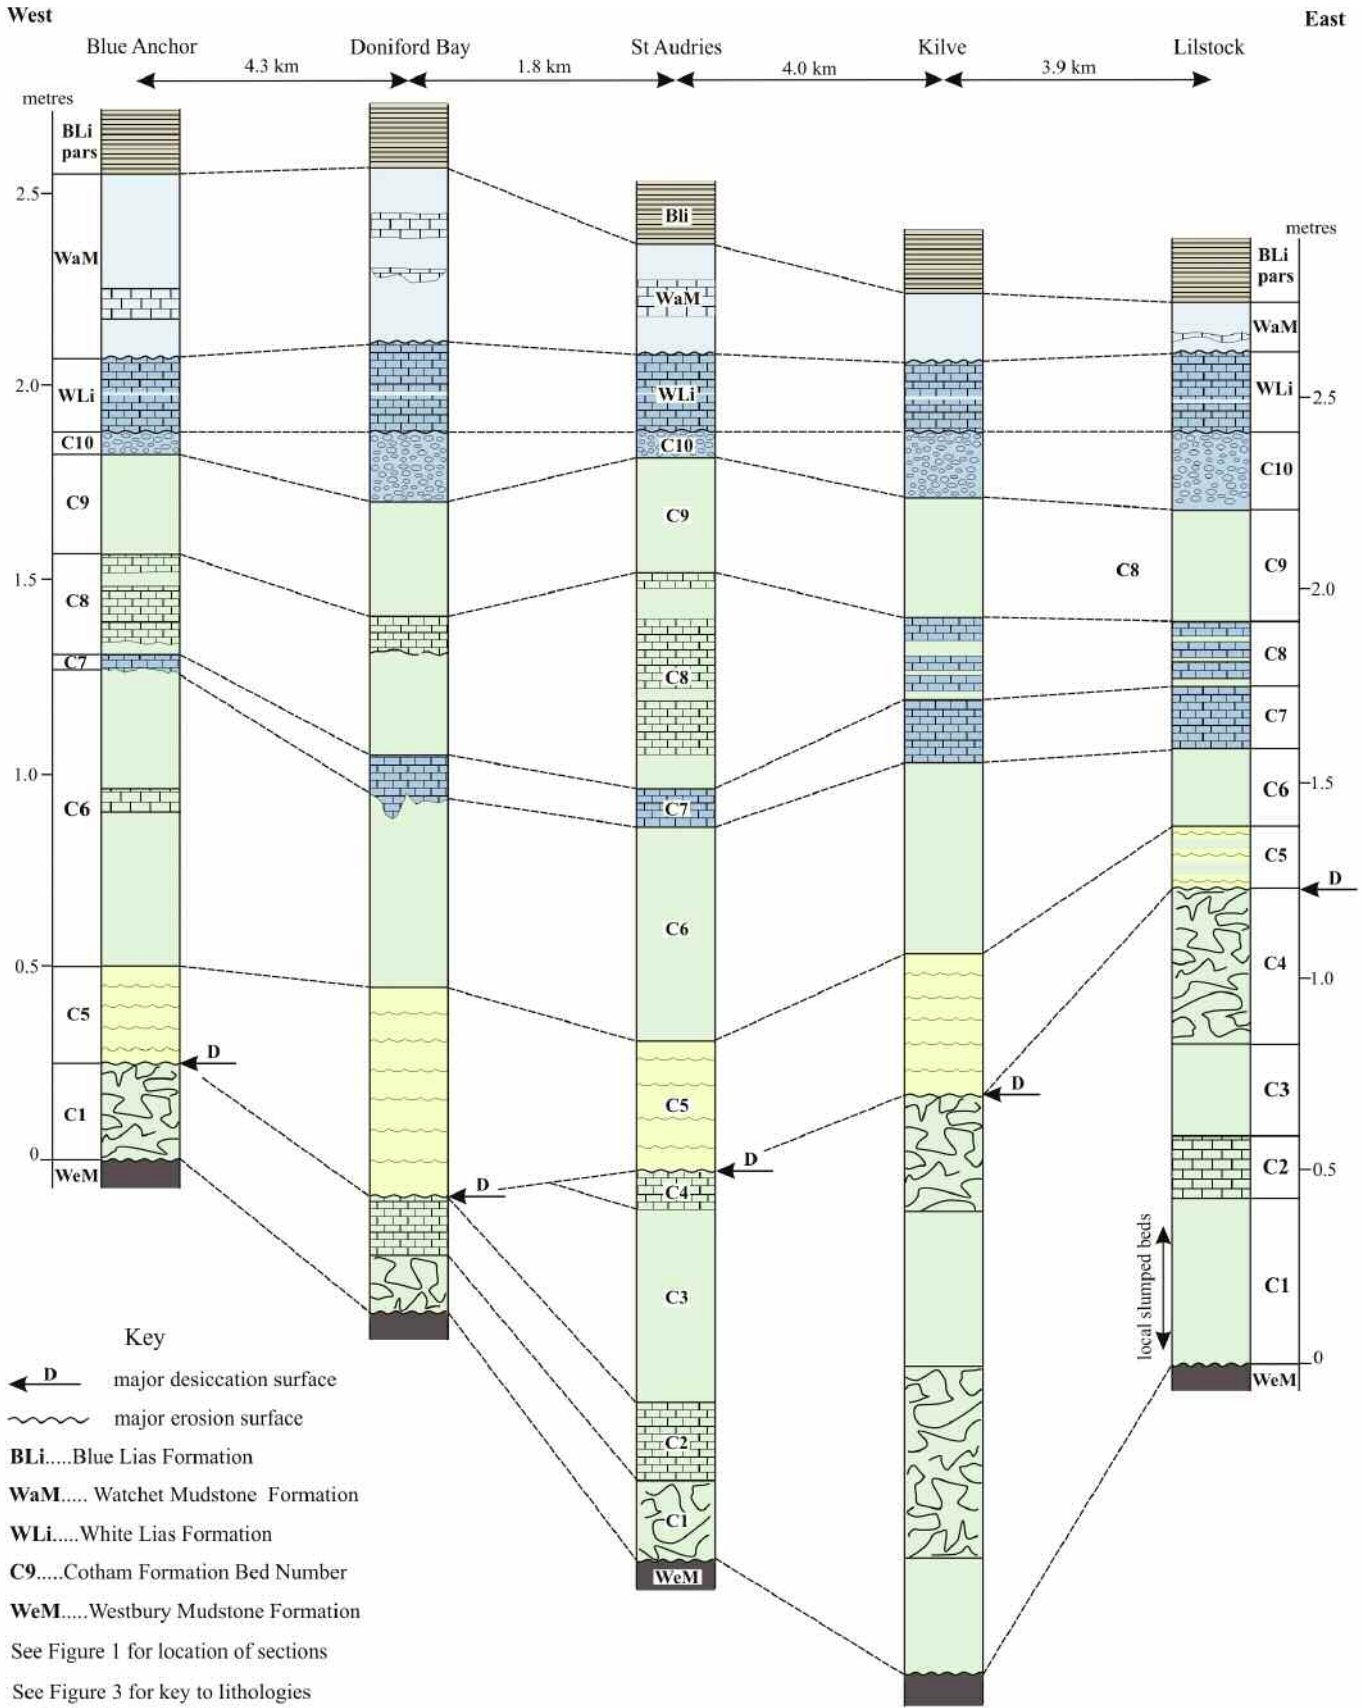 West
East
Blue Anchor
Doniford Bay
St Audries
Kilve
Lilstock
4.3 km
1.8 km
4.0 km
3.9 km
metres
BLi
pars
2.5
WaM
WLi
2.0
C10
C9
1.5
C8
C7
1.0
C6
0.5
C5
D
C1
0
WeM
D
Bli
WaM
WLi
C10
C9
C8
C7
C6
C5
D
C4
C3
C2
C1
WeM
D
C8
metres
BLi
pars
WaM
WLi
2.5
C10
C9
2.0
C8
C7
1.5
C6
C5
D
C4
1.0
C3
C2
0.5
C1
local slumped beds
0
WeM
Key
D major desiccation surface
major erosion surface
BLi.....Blue Lias Formation
WaM..... Watchet Mudstone Formation
WLi.....White Lias Formation
C9.....Cotham Formation Bed Number
WeM.....Westbury Mudstone Formation
See Figure 1 for location of sections
See Figure 3 for key to lithologies